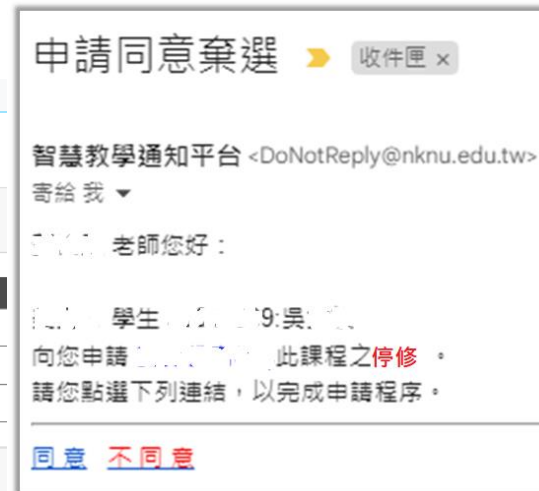 申請同意棄選 收件匣 ×
智慧教學通知平台 <DoNotReply@nknu.edu.tw>
寄給 我
老師您好：
學生 9:吳
向您申請 此課程之停修 。
請您點選下列連結，以完成申請程序。
同意 不同意